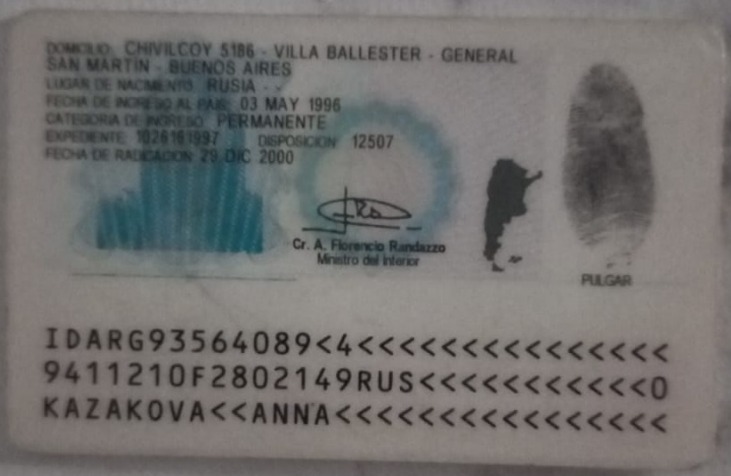 DOMICILIO: CHIVILCOY 5186 - VILLA BALLESTER - GENERAL
SAN MARTIN - BUENOS AIRES
LUGAR DE NACIMIENTO: RUSIA - -
FECHA DE INGRESO AL PAIS: 03 MAY 1996
CATEGORIA DE INGRESO: PERMANENTE
EXPEDIENTE: 1026161997 DISPOSICION: 12507
FECHA DE RADICACION: 29 DIC 2000
Cr. A. Florencio Randazzo
Ministro del Interior
PULGAR
IDARG93564089<4<<<<<<<<<<<<<<<
9411210F2802149RUS<<<<<<<<<<<0
KAZAKOVA<<ANNA<<<<<<<<<<<<<<<<